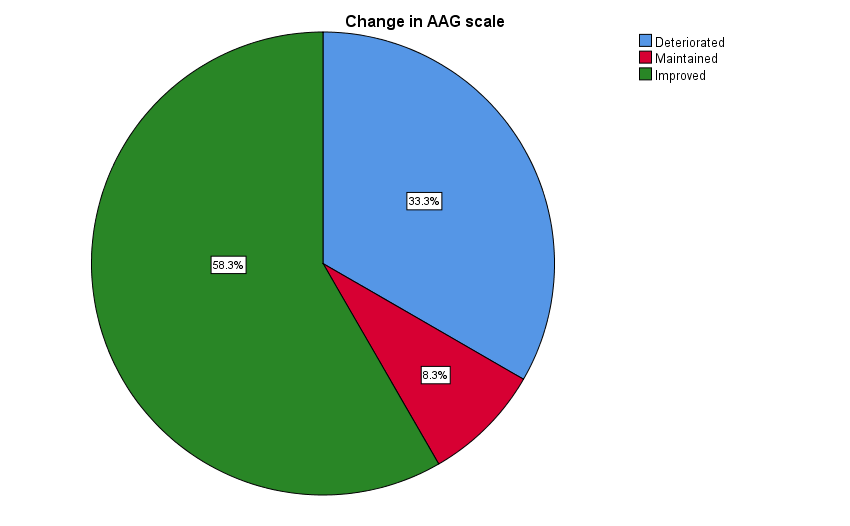 Change in AAG scale
Deteriorated
Maintained
Improved
33.3%
58.3%
8.3%